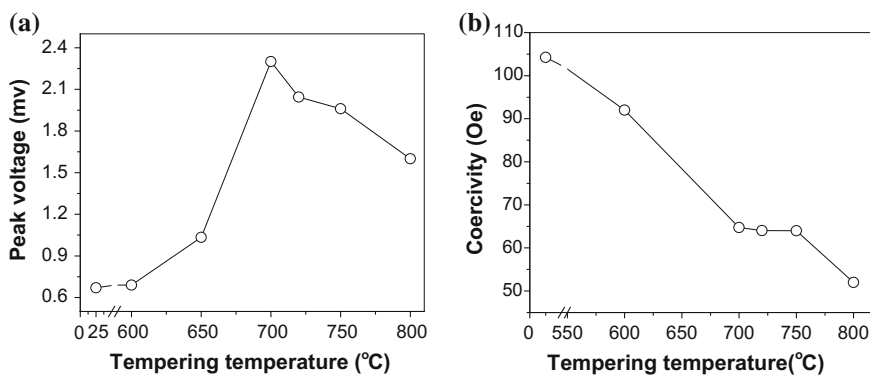 (a)
2.4
2.1
1.8
1.5
1.2
0.9
0.6
Peak voltage (mv)
0 25 600 650 700 750 800
Tempering temperature (°C)
(b)
110
100
90
80
70
60
50
Coercivity (Oe)
0 550 600 700 750 800
Tempering temperature(°C)